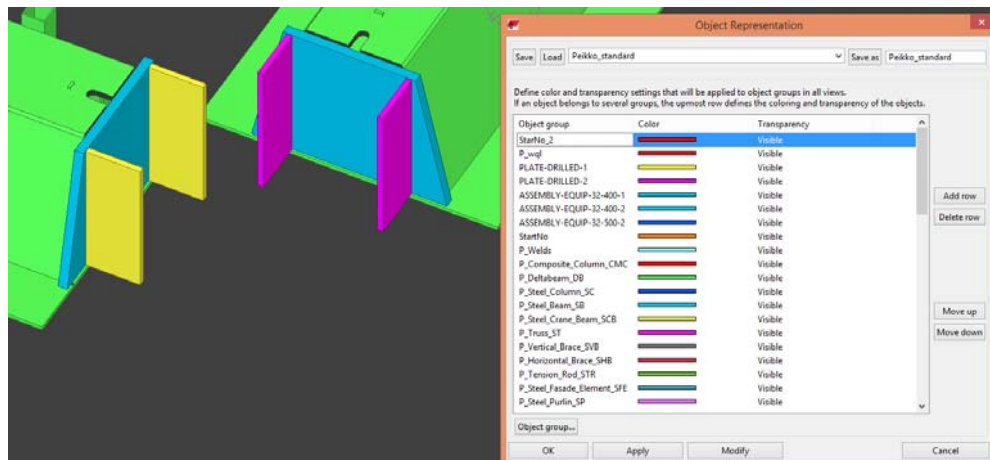 Object Representation
Save Load Peikko_standard Save as Peikko_standard
Define color and transparency settings that will be applied to object groups in all views.
If an object belongs to several groups, the upmost row defines the coloring and transparency of the objects.
Object group Color Transparency
StarNo_2 Visible
P_wql Visible
PLATE-DRILLED-1 Visible
PLATE-DRILLED-2 Visible
ASSEMBLY-EQUIP-32-400-1 Visible
ASSEMBLY-EQUIP-32-400-2 Visible
ASSEMBLY-EQUIP-32-500-2 Visible
StartNo Visible
P_Welds Visible
P_Composite_Column_CMC Visible
P_Deltabeam_DB Visible
P_Steel_Column_SC Visible
P_Steel_Beam_SB Visible
P_Steel_Crane_Beam_SCB Visible
P_Truss_ST Visible
P_Vertical_Brace_SVB Visible
P_Horizontal_Brace_SHB Visible
P_Tension_Rod_STR Visible
P_Steel_Fasade_Element_SFE Visible
P_Steel_Purlin_SP Visible
Add row
Delete row
Move up
Move down
Object group...
OK Apply Modify Cancel